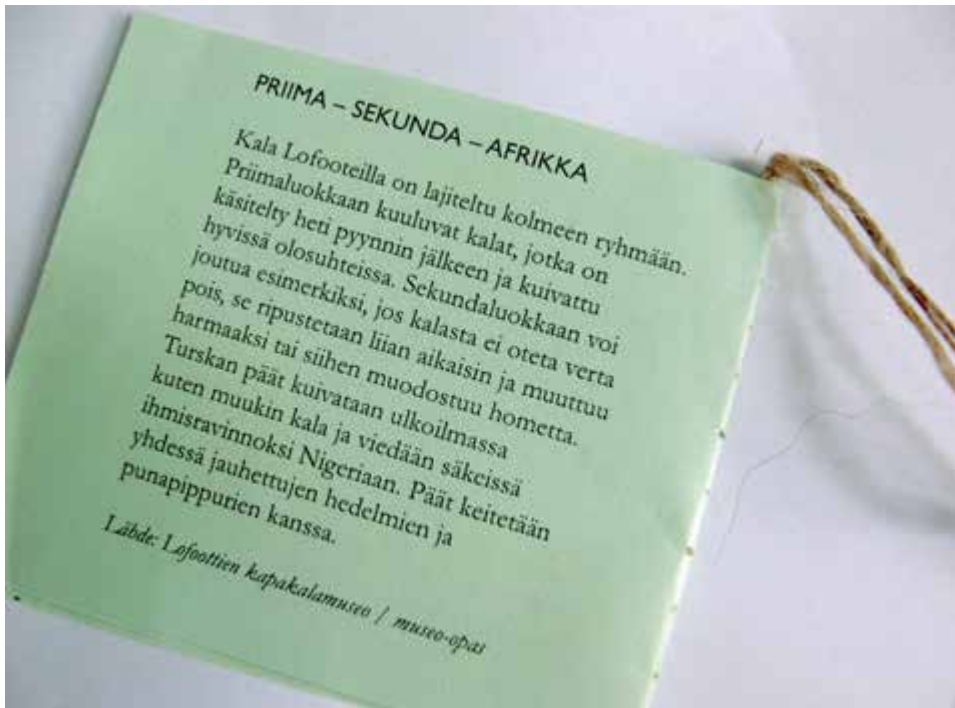 PRIIMA – SEKUNDA – AFRIKKA
Kala Lofooteilla on lajiteltu kolmeen ryhmään.
Priimaluokkaan kuuluvat kalat, jotka on
käsitelty heti pyynnin jälkeen ja kuivattu
hyvissä olosuhteissa. Sekundaluokkaan voi
joutua esimerkiksi, jos kalasta ei oteta verta
pois, se ripustetaan liian aikaisin ja muuttuu
harmaaksi tai siihen muodostuu hometta.
Turskan päät kuivataan ulkoilmassa
kuten muukin kala ja viedään säkeissä
ihmisravinnoksi Nigeriaan. Päät keitetään
yhdessä jauhettujen hedelmien ja
punapippurien kanssa.
Lähde: Lofoottien kapakalamuseo / museo-opas